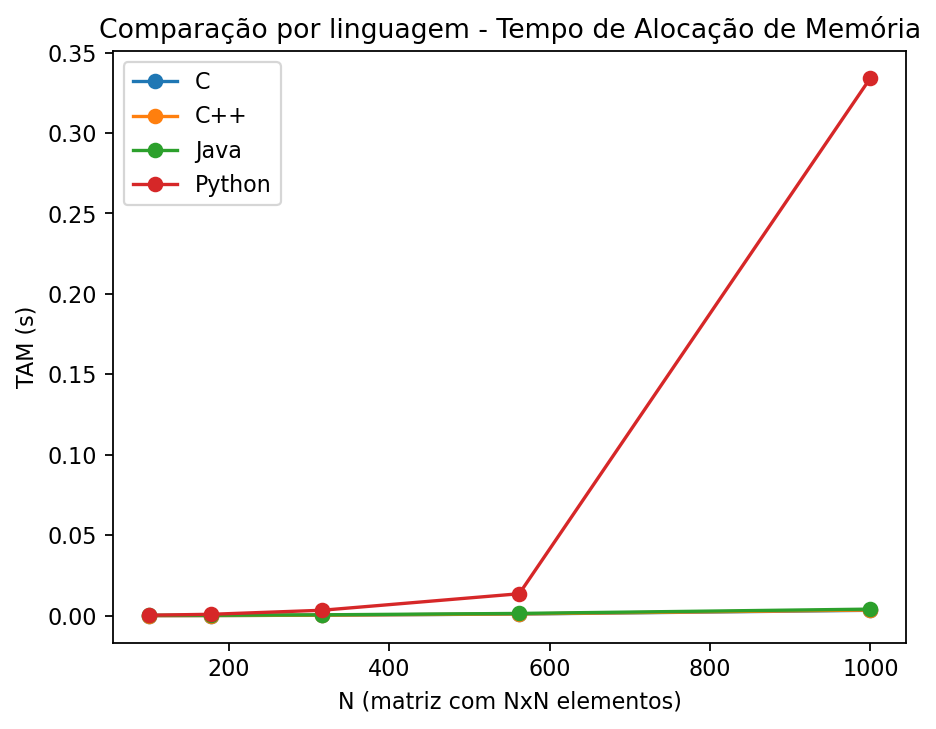 Comparação por linguagem - Tempo de Alocação de Memória
C
C++
Java
Python
TAM (s)
0.35
0.30
0.25
0.20
0.15
0.10
0.05
0.00
200
400
600
800
1000
N (matriz com NxN elementos)